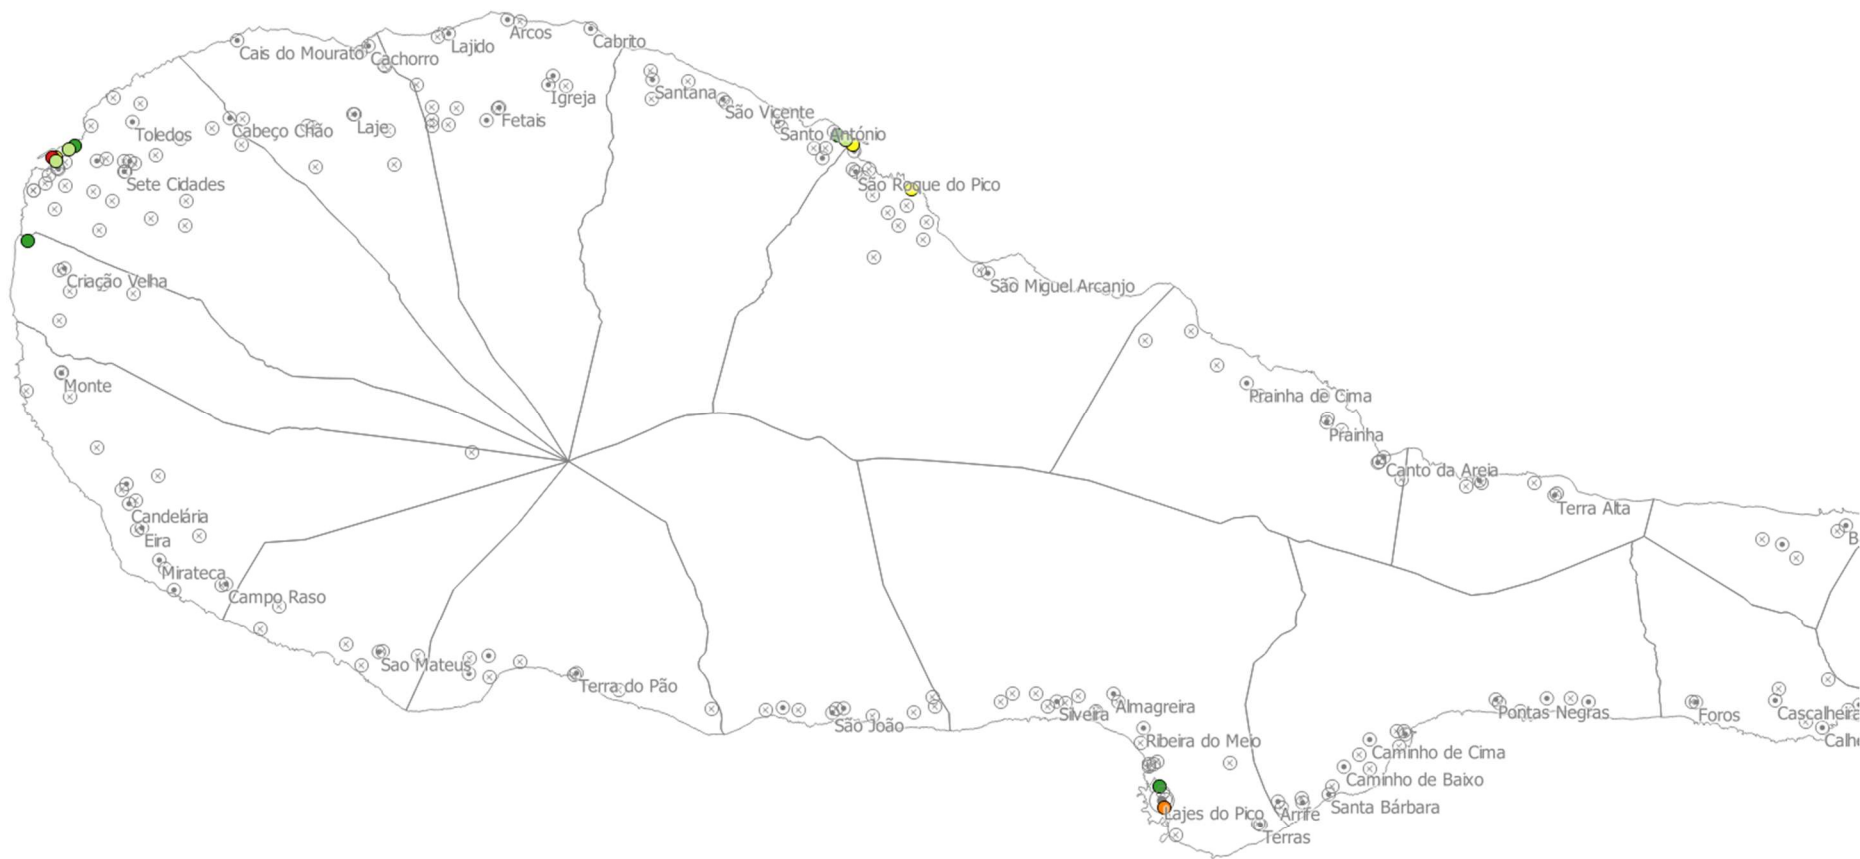 Arcos
Cabrito
Lajido
Cais do Mourato
Cachorro
Igreja
Santana
São Vicente
Fetais
Laje
Cabeço Chão
Toledos
Santo António
Sete Cidades
São Roque do Pico
Criação Velha
São Miguel Arcanjo
Monte
Prainha de Cima
Prainha
Canto da Areia
Terra Alta
Candelária
Eira
B
Mirateca
Campo Raso
Sao Mateus
Terra do Pão
São João
Silveira
Almagreira
Pontas Negras
Foros
Cascalheira
Ribeira do Meio
Calh
Caminho de Cima
Caminho de Baixo
Santa Bárbara
Lajes do Pico
Arrife
Terras